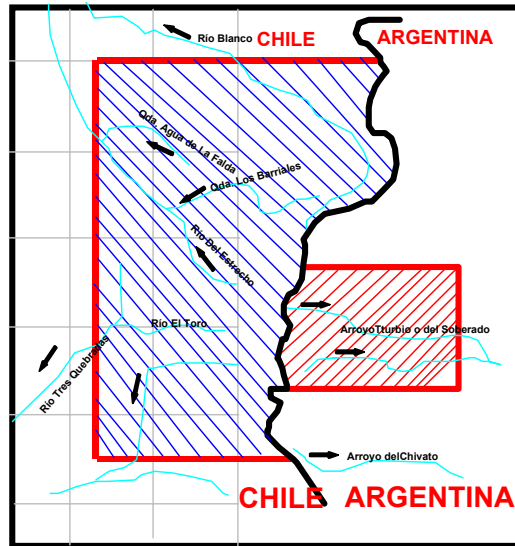 Río Blanco
CHILE
ARGENTINA
Qda. Agua de La Falda
Qda. Los Barriales
Río Del Estrecho
Río El Toro
ArroyoTturbio o del Soberado
Río Tres Quebradas
Arroyo delChivato
CHILE
ARGENTINA